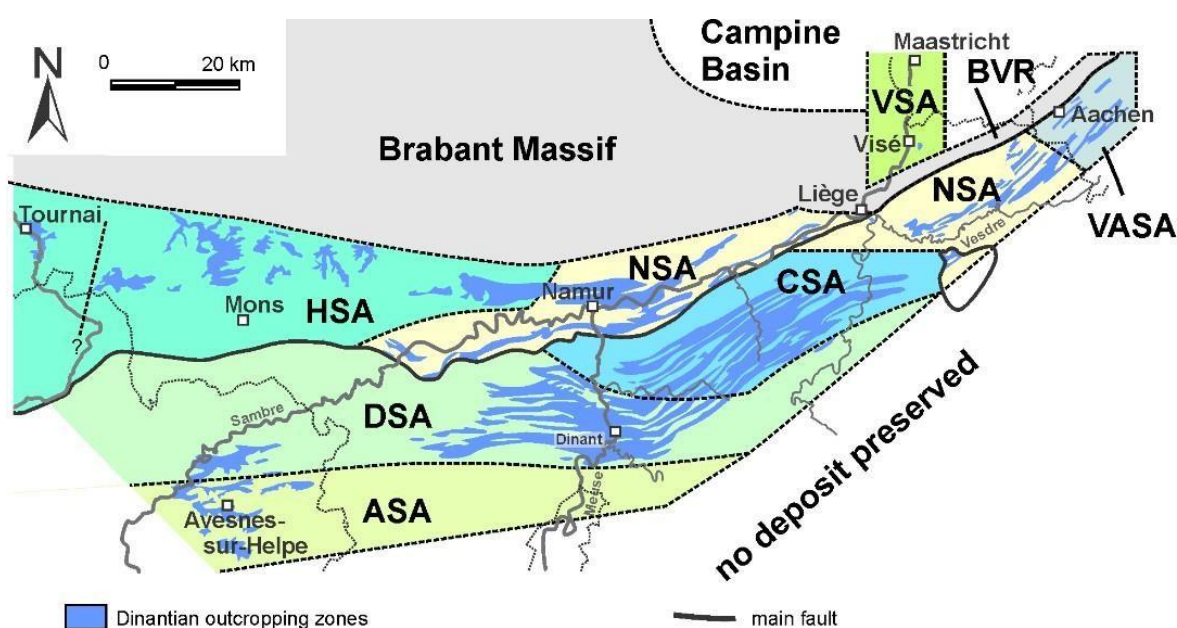 N
0 20 km
Campine
Basin
Maastricht
BVR
VSA
Aachen
Visé
Brabant Massif
Liège
NSA
Tournai
VASA
Vesdre
NSA
CSA
Namur
Mons
HSA
?
no deposit preserved
DSA
Sambre
Dinant
Meuse
ASA
Avesnes-
sur-Helpe
Dinantian outcropping zones
main fault